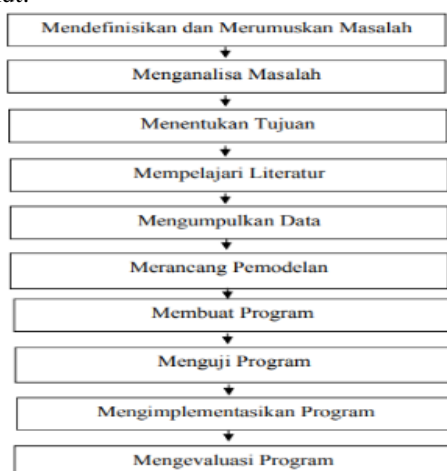 Mendefinisikan dan Merumuskan Masalah
Menganalisa Masalah
Menentukan Tujuan
Mempelajari Literatur
Mengumpulkan Data
Merancang Pemodelan
Membuat Program
Menguji Program
Mengimplementasikan Program
Mengevaluasi Program